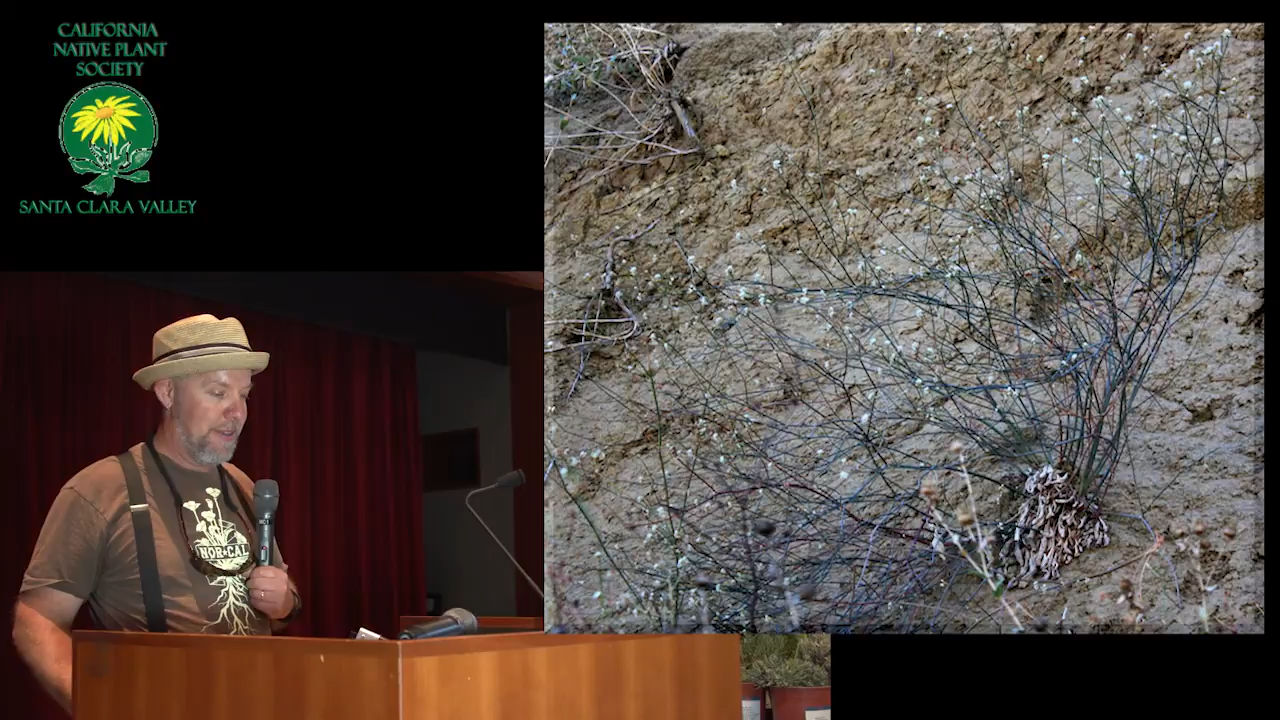 CALIFORNIA
NATIVE PLANT
SOCIETY
SANTA CLARA VALLEY
NOR CAL